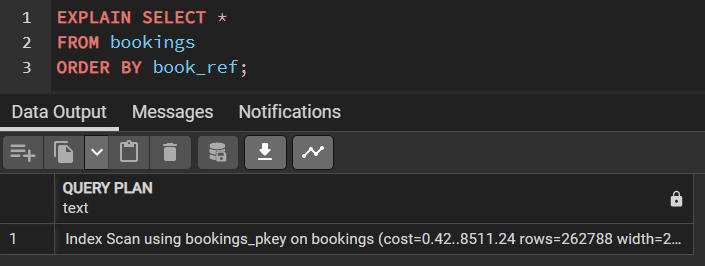 1 EXPLAIN SELECT *
2 FROM bookings
3 ORDER BY book_ref;
Data Output Messages Notifications
QUERY PLAN
text
1 Index Scan using bookings_pkey on bookings (cost=0.42..8511.24 rows=262788 width=2...